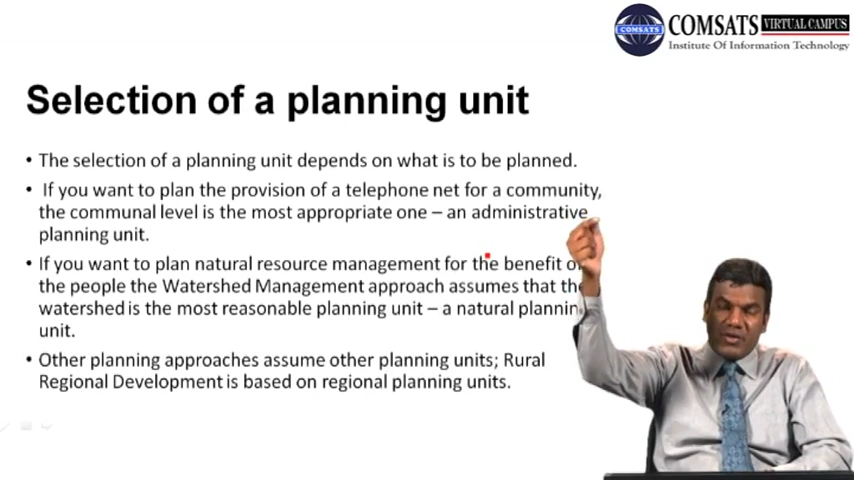 COMSATS
COMSATS VIRTUAL CAMPUS
Institute Of Information Technology
Selection of a planning unit
• The selection of a planning unit depends on what is to be planned.
• If you want to plan the provision of a telephone net for a community,
the communal level is the most appropriate one – an administrative
planning unit.
• If you want to plan natural resource management for the benefit o
the people the Watershed Management approach assumes that the
watershed is the most reasonable planning unit – a natural plannin
unit.
• Other planning approaches assume other planning units; Rural
Regional Development is based on regional planning units.